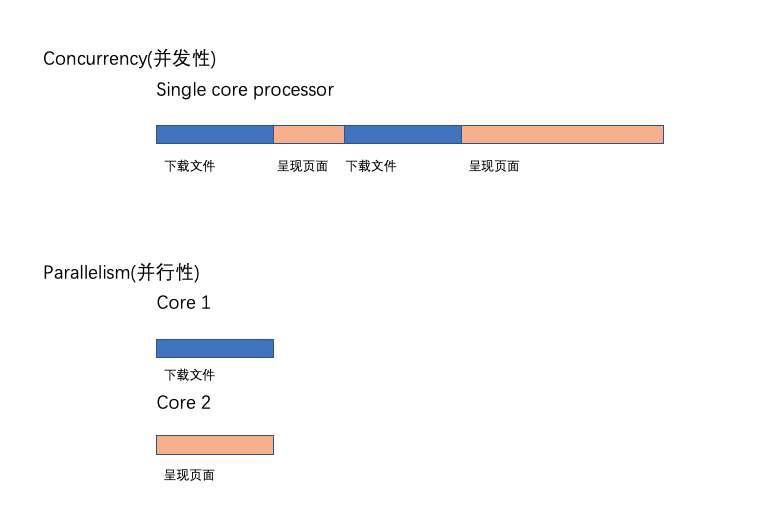 Concurrency(并发性)
Single core processor
下载文件 呈现页面 下载文件 呈现页面
Parallelism(并行性)
Core 1
下载文件
Core 2
呈现页面